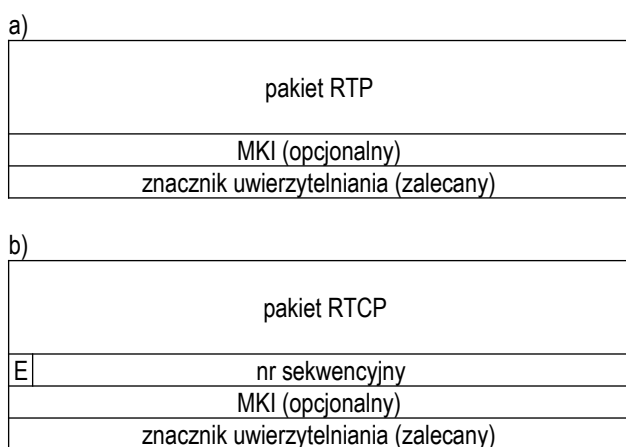 a)
pakiet RTP
MKI (opcjonalny)
znacznik uwierzytelniania (zalecany)
b)
pakiet RTCP
E nr sekwencyjny
MKI (opcjonalny)
znacznik uwierzytelniania (zalecany)